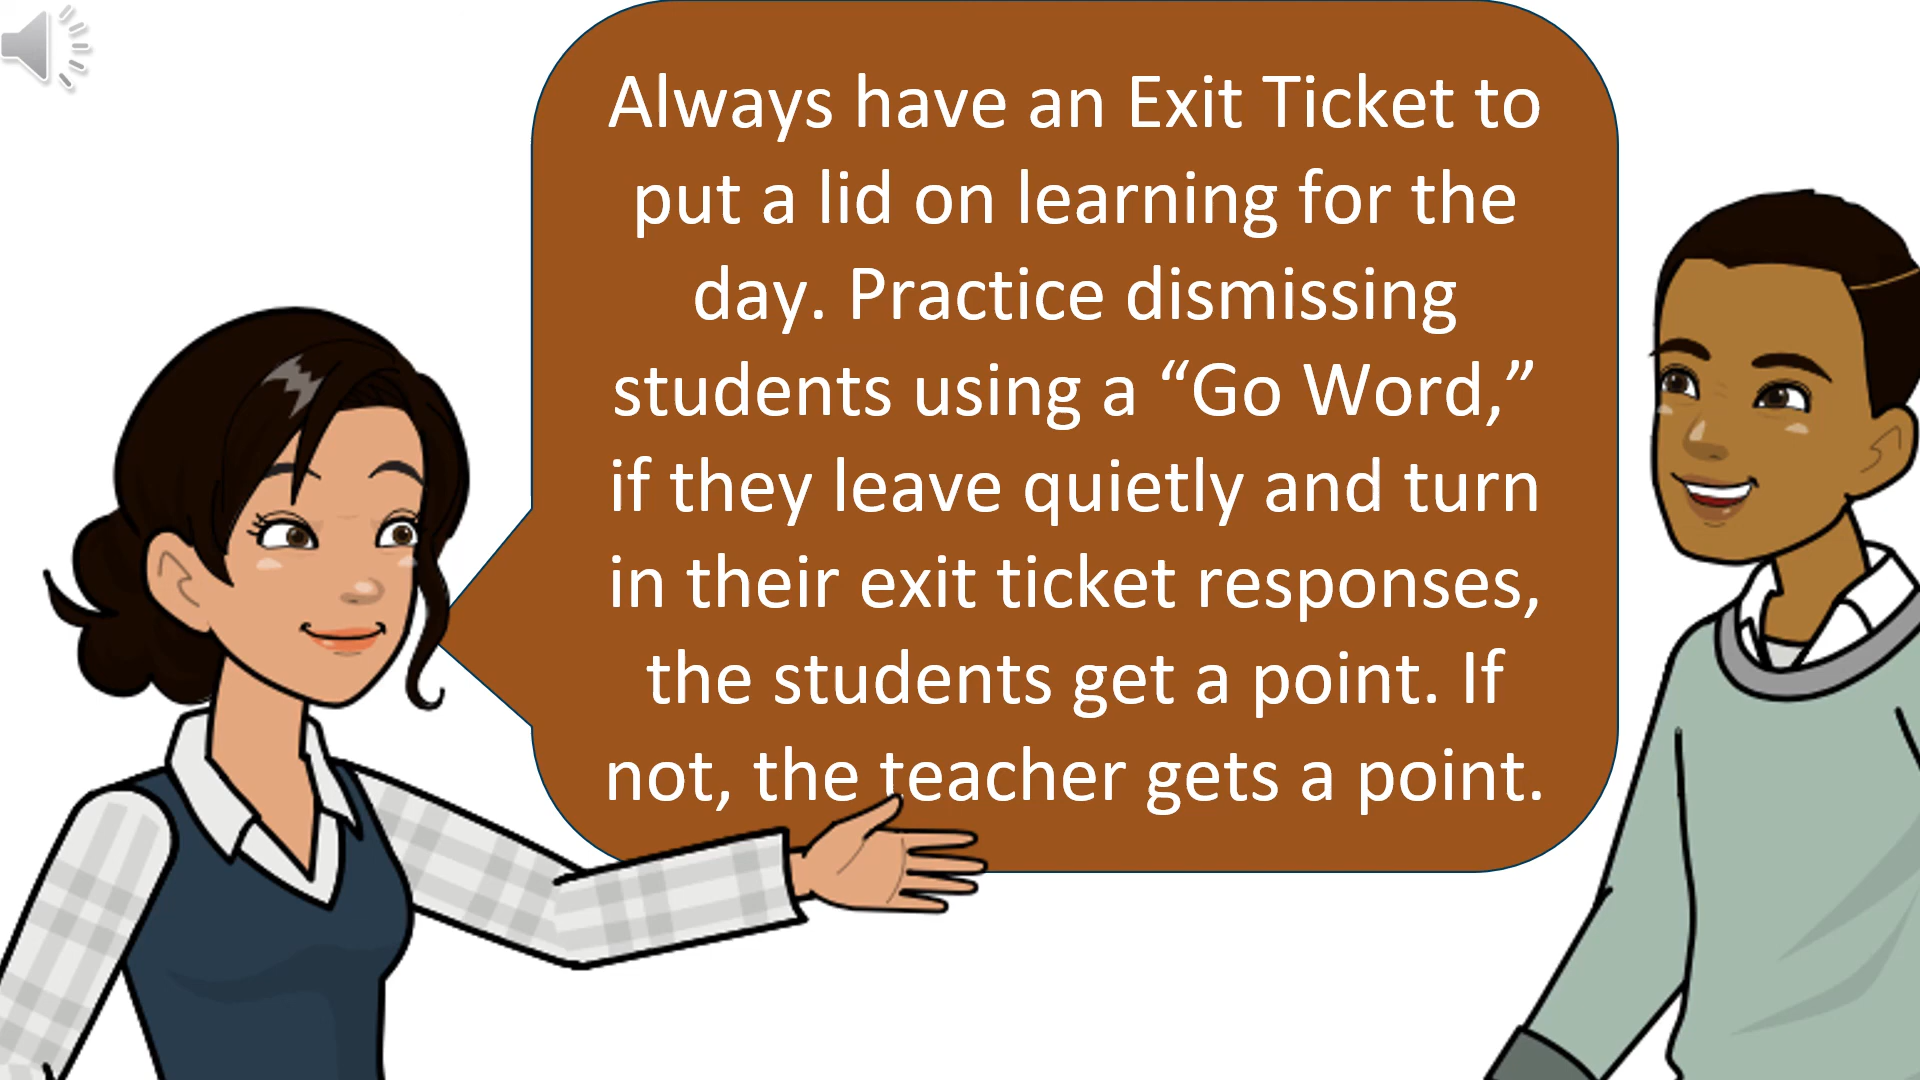 Always have an Exit Ticket to
put a lid on learning for the
day. Practice dismissing
students using a “Go Word,”
if they leave quietly and turn
in their exit ticket responses,
the students get a point. If
not, the teacher gets a point.